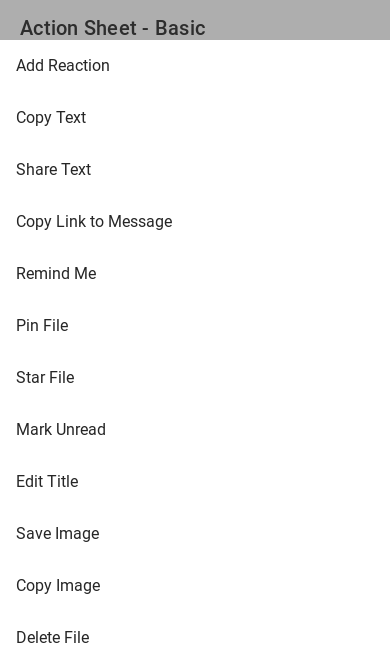 Action Sheet - Basic
Add Reaction
Copy Text
Share Text
Copy Link to Message
Remind Me
Pin File
Star File
Mark Unread
Edit Title
Save Image
Copy Image
Delete File